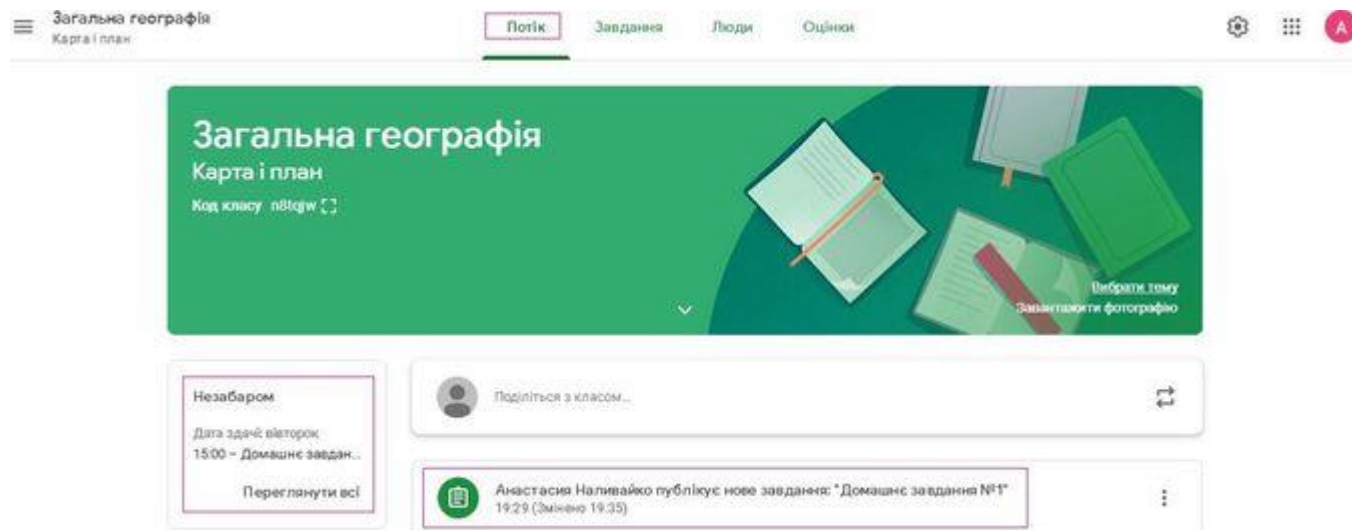 Загальна географія
Карта і план
Потік Завдання Люди Оцінки
А
Загальна географія
Карта і план
Код класу n8tqjw
Вибрати тему
Завантажити фотографію
Незабаром
Дата здачі: вівторок
15:00 – Домашнє завдан...
Переглянути всі
Поділіться з класом...
Анастасия Наливайко публікує нове завдання: "Домашнє завдання №1"
19:29 (Змінено 19:35)